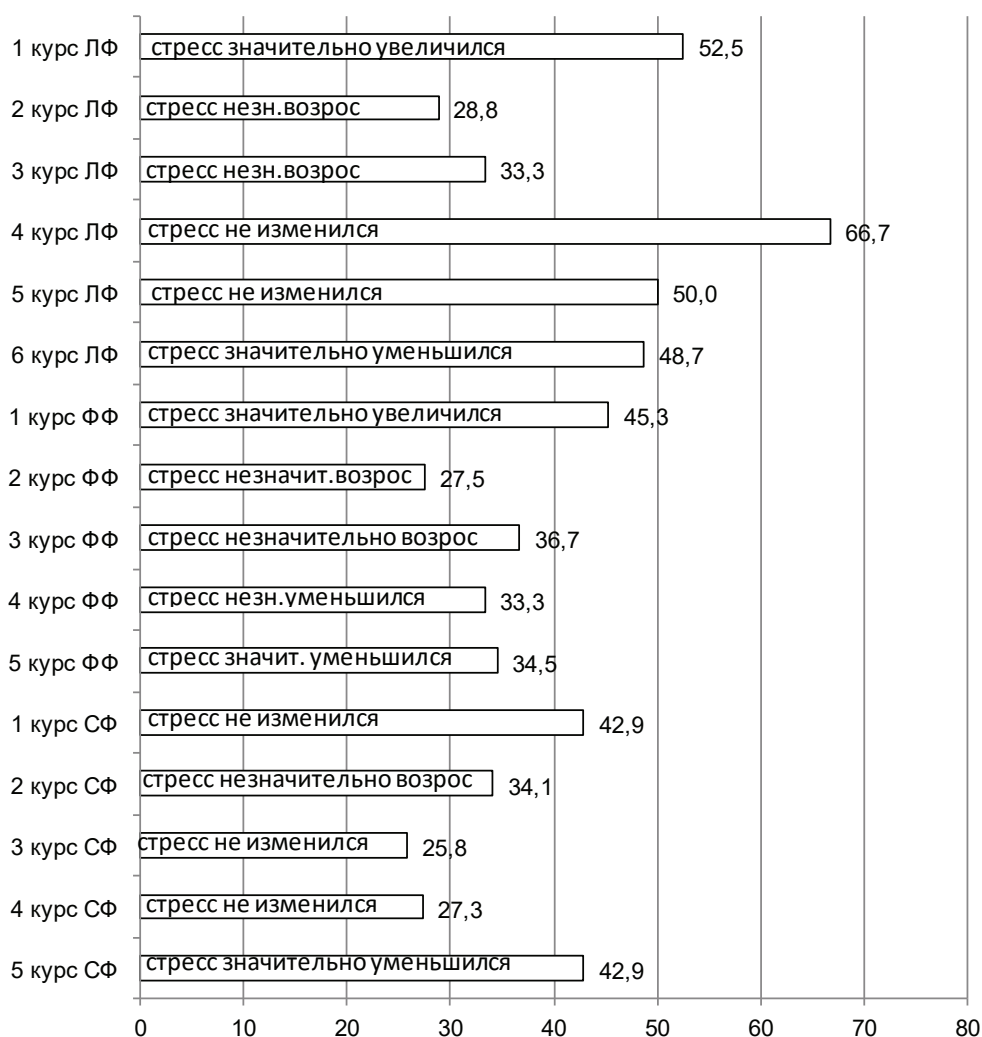 1 курс ЛФ стресс значительно увеличился 52,5
2 курс ЛФ стресс незн.возрос 28,8
3 курс ЛФ стресс незн.возрос 33,3
4 курс ЛФ стресс не изменился 66,7
5 курс ЛФ стресс не изменился 50,0
6 курс ЛФ стресс значительно уменьшился 48,7
1 курс ФФ стресс значительно увеличился 45,3
2 курс ФФ стресс незначит.возрос 27,5
3 курс ФФ стресс незначительно возрос 36,7
4 курс ФФ стресс незн.уменьшился 33,3
5 курс ФФ стресс значит. уменьшился 34,5
1 курс СФ стресс не изменился 42,9
2 курс СФ стресс незначительно возрос 34,1
3 курс СФ стресс не изменился 25,8
4 курс СФ стресс не изменился 27,3
5 курс СФ стресс значительно уменьшился 42,9
0 10 20 30 40 50 60 70 80